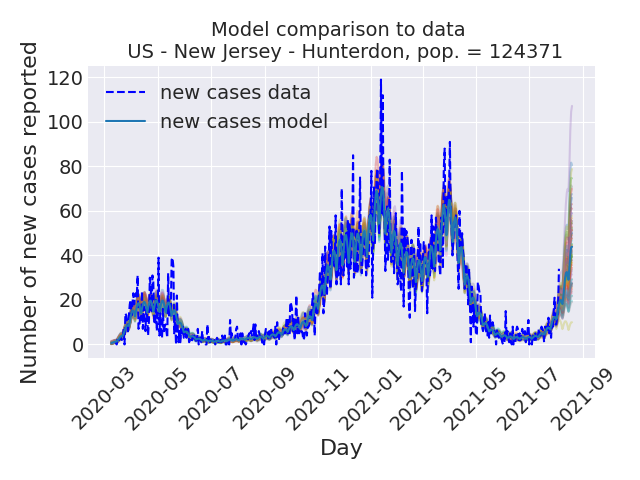 Model comparison to data
US - New Jersey - Hunterdon, pop. = 124371
Number of new cases reported
120
100
80
60
40
20
0
new cases data
new cases model
2020-03
2020-05
2020-07
2020-09
2020-11
2021-01
2021-03
2021-05
2021-07
2021-09
Day